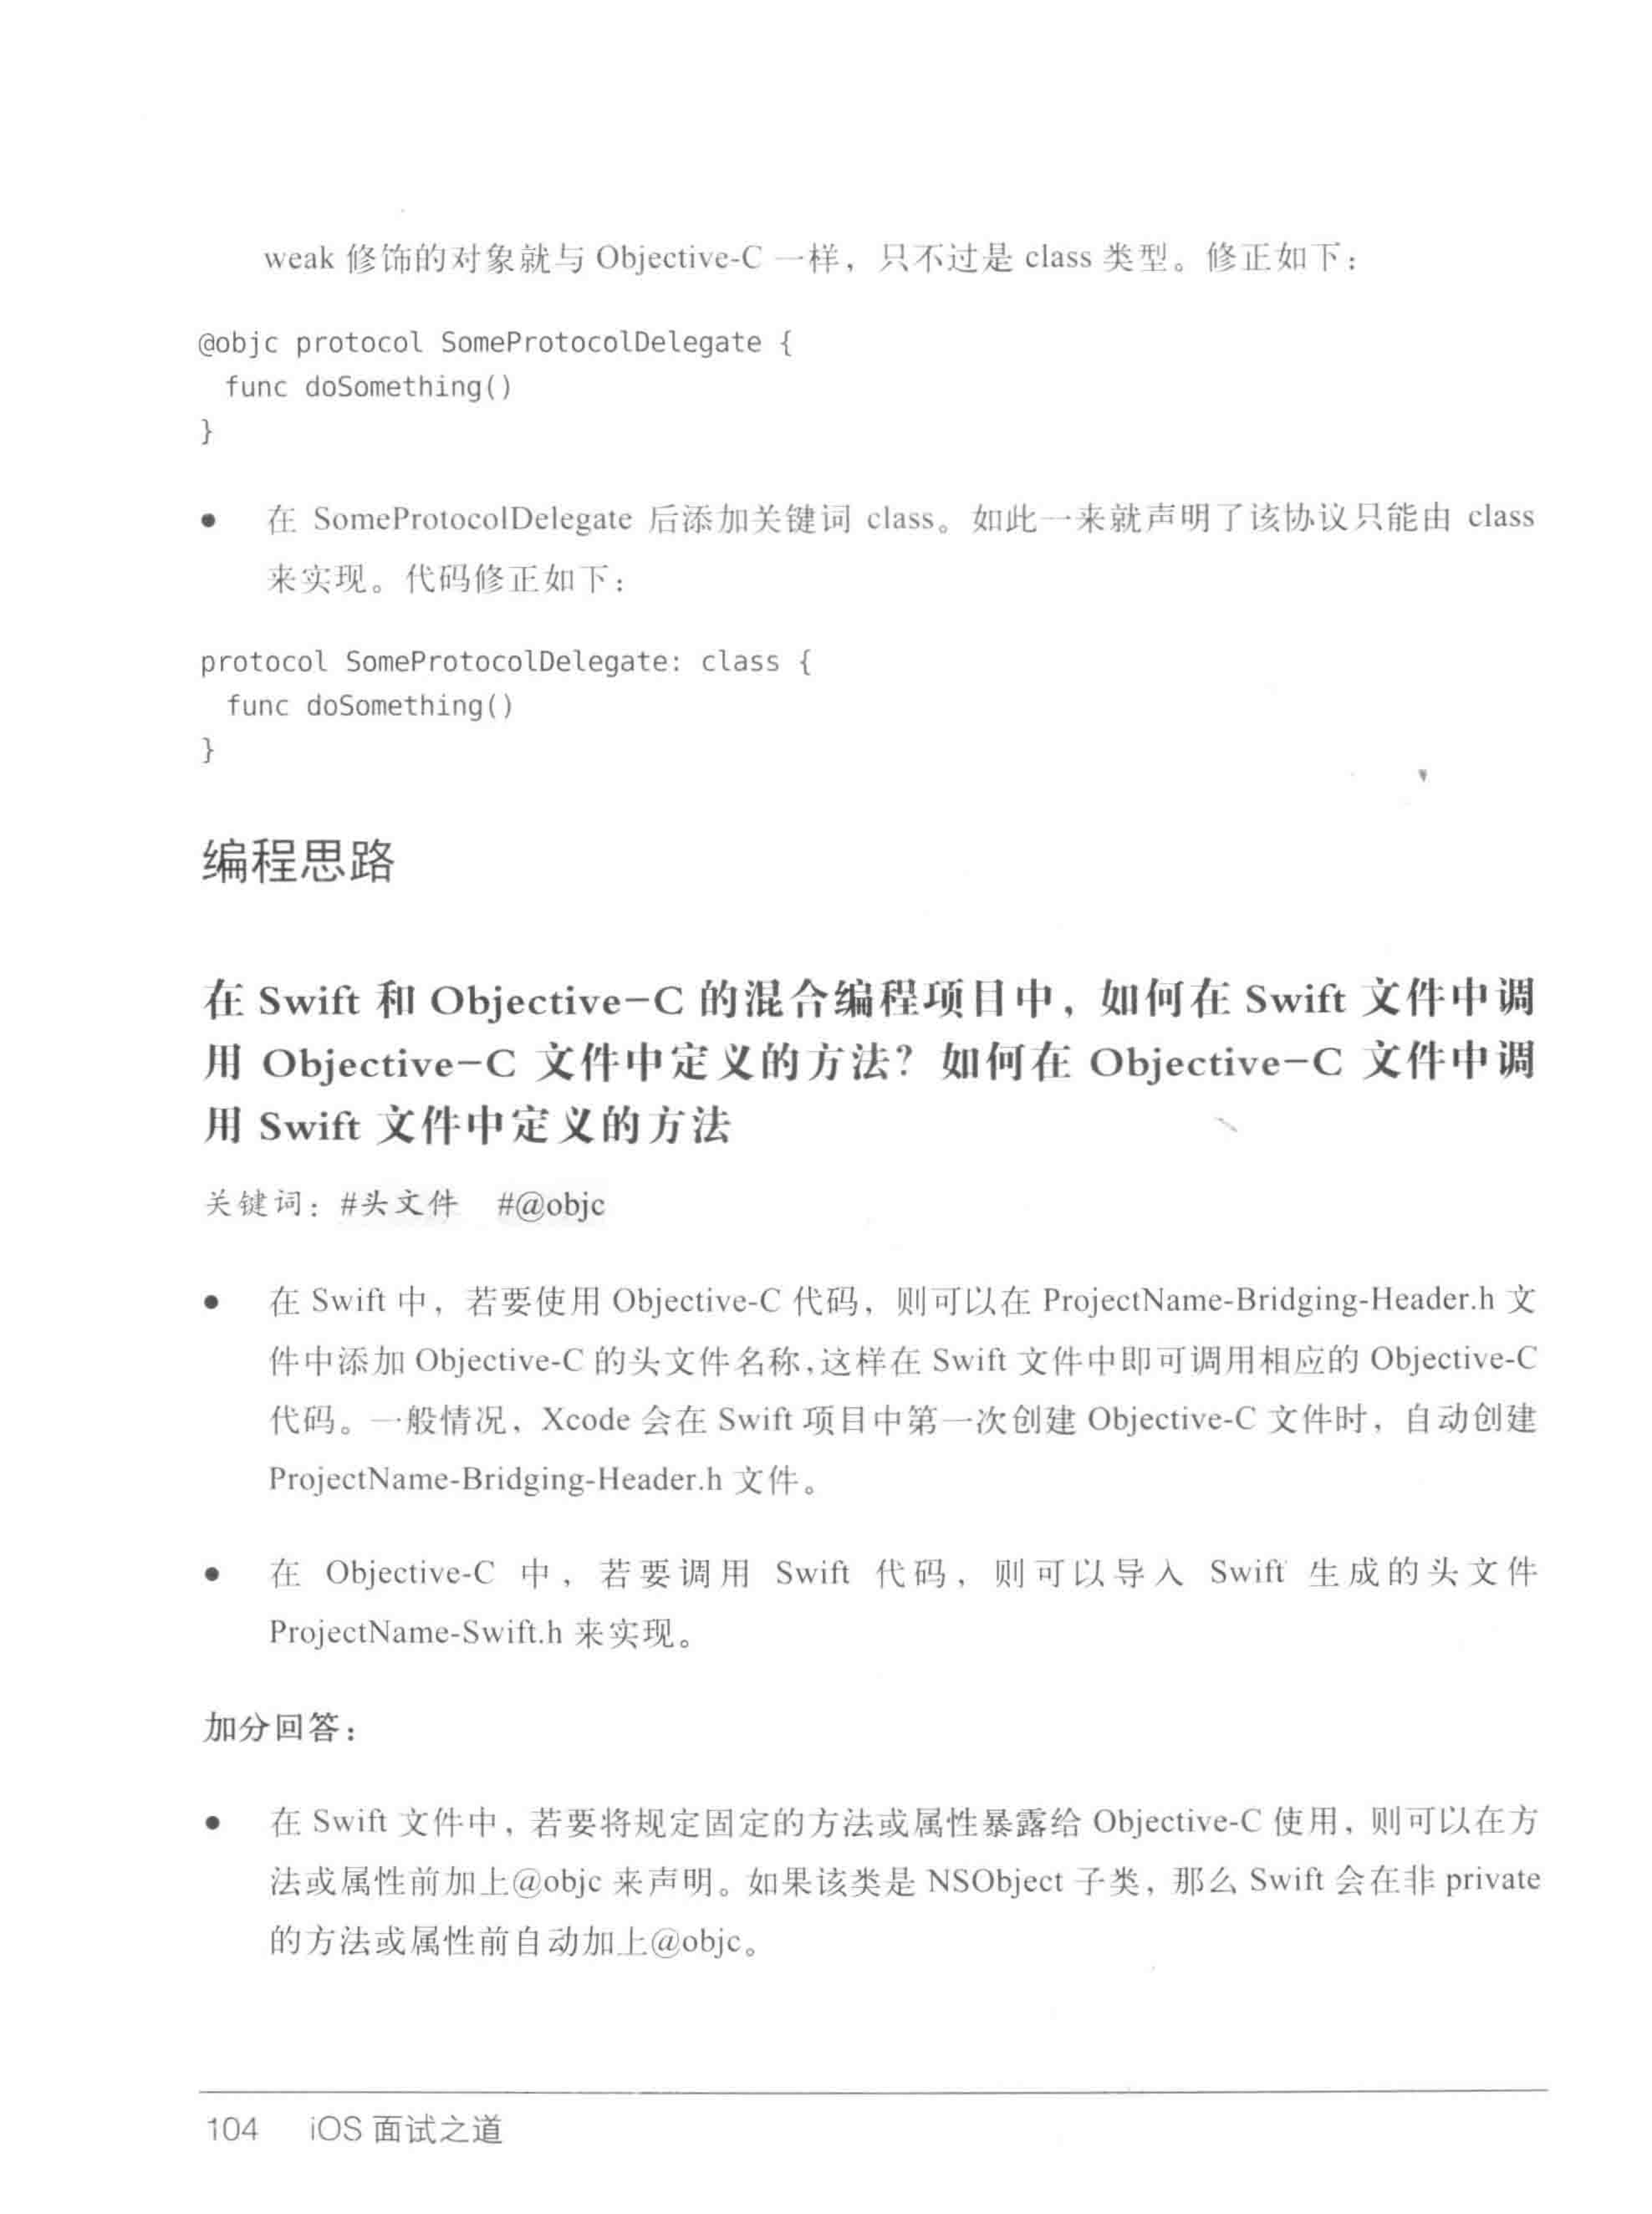 weak 修饰的对象就与 Objective-C 一样，只不过是 class 类型。修正如下：
@objc protocol SomeProtocolDelegate {
  func doSomething()
}
● 在 SomeProtocolDelegate 后添加关键词 class。如此一来就声明了该协议只能由 class
来实现。代码修正如下：
protocol SomeProtocolDelegate: class {
  func doSomething()
}
编程思路
在 Swift 和 Objective-C 的混合编程项目中，如何在 Swift 文件中调
用 Objective-C 文件中定义的方法？如何在 Objective-C 文件中调
用 Swift 文件中定义的方法
关键词：#头文件 #@objc
● 在 Swift 中，若要使用 Objective-C 代码，则可以在 ProjectName-Bridging-Header.h 文
件中添加 Objective-C 的头文件名称，这样在 Swift 文件中即可调用相应的 Objective-C
代码。一般情况，Xcode 会在 Swift 项目中第一次创建 Objective-C 文件时，自动创建
ProjectName-Bridging-Header.h 文件。
● 在 Objective-C 中，若要调用 Swift 代码，则可以导入 Swift 生成的头文件
ProjectName-Swift.h 来实现。
加分回答：
● 在 Swift 文件中，若要将规定固定的方法或属性暴露给 Objective-C 使用，则可以在方
法或属性前加上@objc 来声明。如果该类是 NSObject 子类，那么 Swift 会在非 private
的方法或属性前自动加上@objc。
104 iOS 面试之道